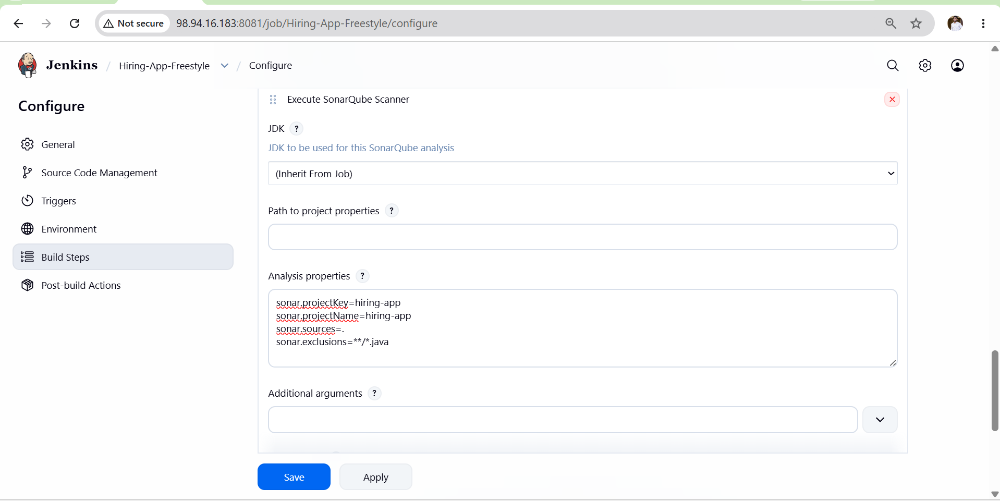 Not secure
98.94.16.183:8081/job/Hiring-App-Freestyle/configure
Jenkins / Hiring-App-Freestyle / Configure
Configure
General
Source Code Management
Triggers
Environment
Build Steps
Post-build Actions
Execute SonarQube Scanner
JDK ?
JDK to be used for this SonarQube analysis
(Inherit From Job)
Path to project properties ?
Analysis properties ?
sonar.projectKey=hiring-app
sonar.projectName=hiring-app
sonar.sources=.
sonar.exclusions=**/*.java
Additional arguments ?
Save
Apply